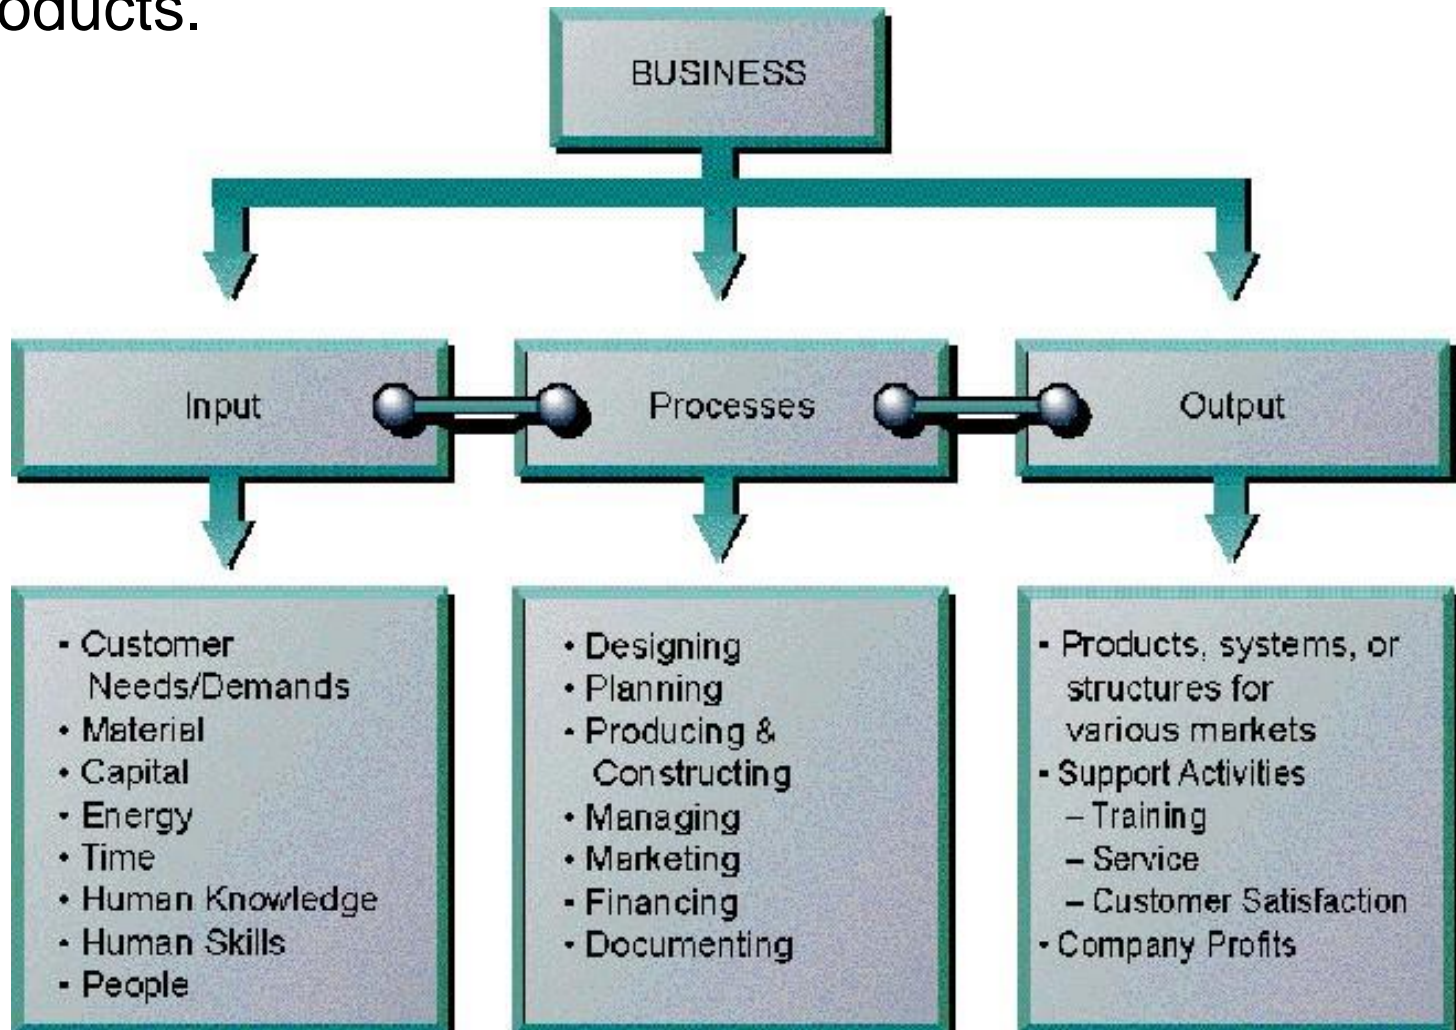 oducts.
BUSINESS
Input
Processes
Output
- Customer
Needs/Demands
• Material
• Capital
- Energy
• Time
• Human Knowledge
• Human Skills
- People
• Designing
• Planning
- Producing &
Constructing
• Managing
• Marketing
- Financing
• Documenting
- Products, systems, or
structures for
various markets
- Support Activities
– Training
– Service
– Customer Satisfaction
• Company Profits